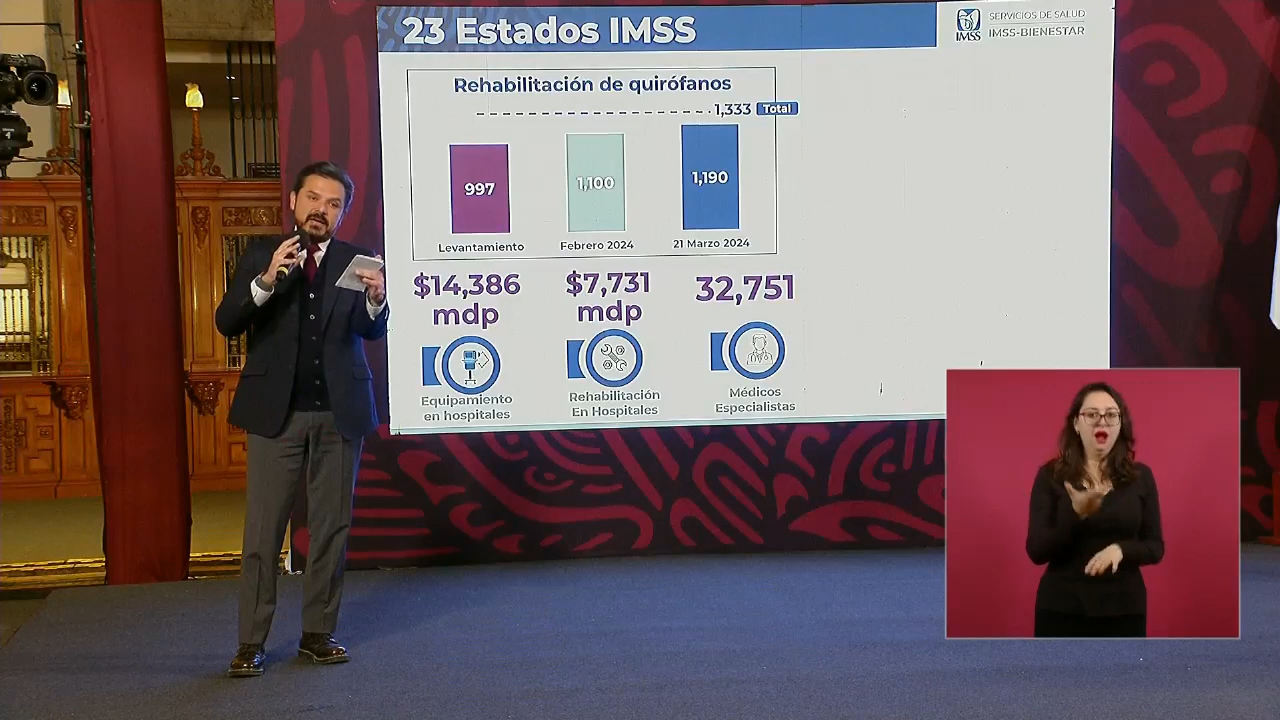 23 Estados IMSS
IMSS
SERVICIOS DE SALUD
IMSS-BIENESTAR
Rehabilitación de quirófanos
1,333 Total
997
1,100
1,190
Levantamiento
Febrero 2024
21 Marzo 2024
$14,386
mdp
$7,731
mdp
32,751
Equipamiento
en hospitales
Rehabilitación
En Hospitales
Médicos
Especialistas